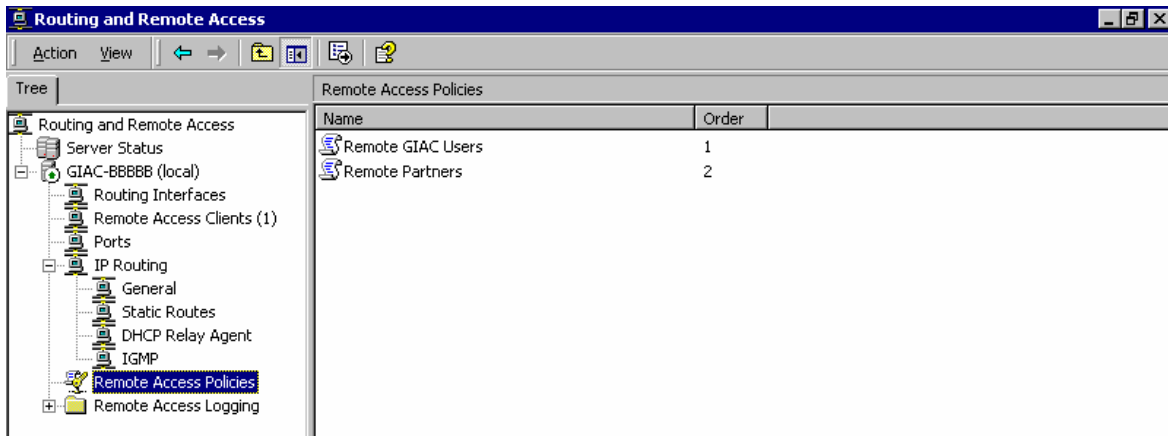 Routing and Remote Access
Action View
Tree
Remote Access Policies
Routing and Remote Access
Server Status
GIAC-BBBBB (local)
Routing Interfaces
Remote Access Clients (1)
Ports
IP Routing
General
Static Routes
DHCP Relay Agent
IGMP
Remote Access Policies
Remote Access Logging
Name Order
Remote GIAC Users 1
Remote Partners 2